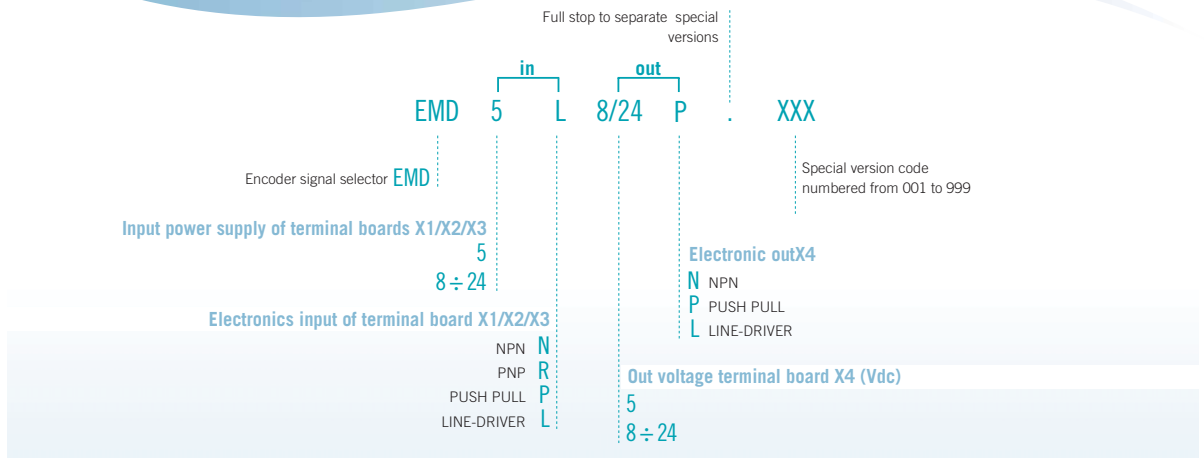 Full stop to separate special
versions
in
out
EMD 5 L 8/24 P . XXX
Encoder signal selector EMD
Special version code
numbered from 001 to 999
Input power supply of terminal boards X1/X2/X3
5
8 ÷ 24
Electronics input of terminal board X1/X2/X3
NPN N
PNP R
PUSH PULL P
LINE-DRIVER L
Electronic outX4
N NPN
P PUSH PULL
L LINE-DRIVER
Out voltage terminal board X4 (Vdc)
5
8 ÷ 24